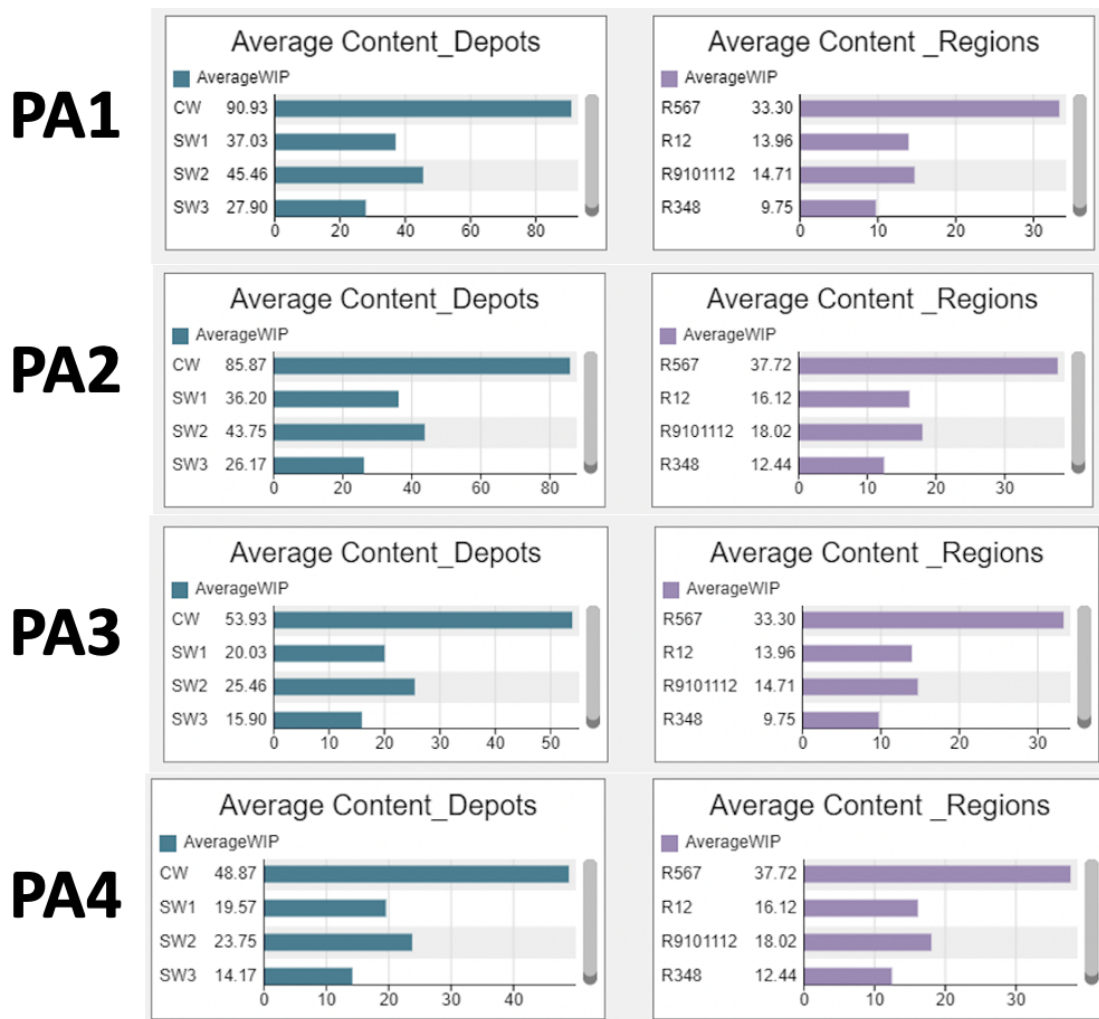 PA1
Average Content_Depots
AverageWIP
CW 90.93
SW1 37.03
SW2 45.46
SW3 27.90
0 20 40 60 80
Average Content _Regions
AverageWIP
R567 33.30
R12 13.96
R9101112 14.71
R348 9.75
0 10 20 30
PA2
Average Content_Depots
AverageWIP
CW 85.87
SW1 36.20
SW2 43.75
SW3 26.17
0 20 40 60 80
Average Content _Regions
AverageWIP
R567 37.72
R12 16.12
R9101112 18.02
R348 12.44
0 10 20 30
PA3
Average Content_Depots
AverageWIP
CW 53.93
SW1 20.03
SW2 25.46
SW3 15.90
0 10 20 30 40 50
Average Content _Regions
AverageWIP
R567 33.30
R12 13.96
R9101112 14.71
R348 9.75
0 10 20 30
PA4
Average Content_Depots
AverageWIP
CW 48.87
SW1 19.57
SW2 23.75
SW3 14.17
0 10 20 30 40
Average Content _Regions
AverageWIP
R567 37.72
R12 16.12
R9101112 18.02
R348 12.44
0 10 20 30